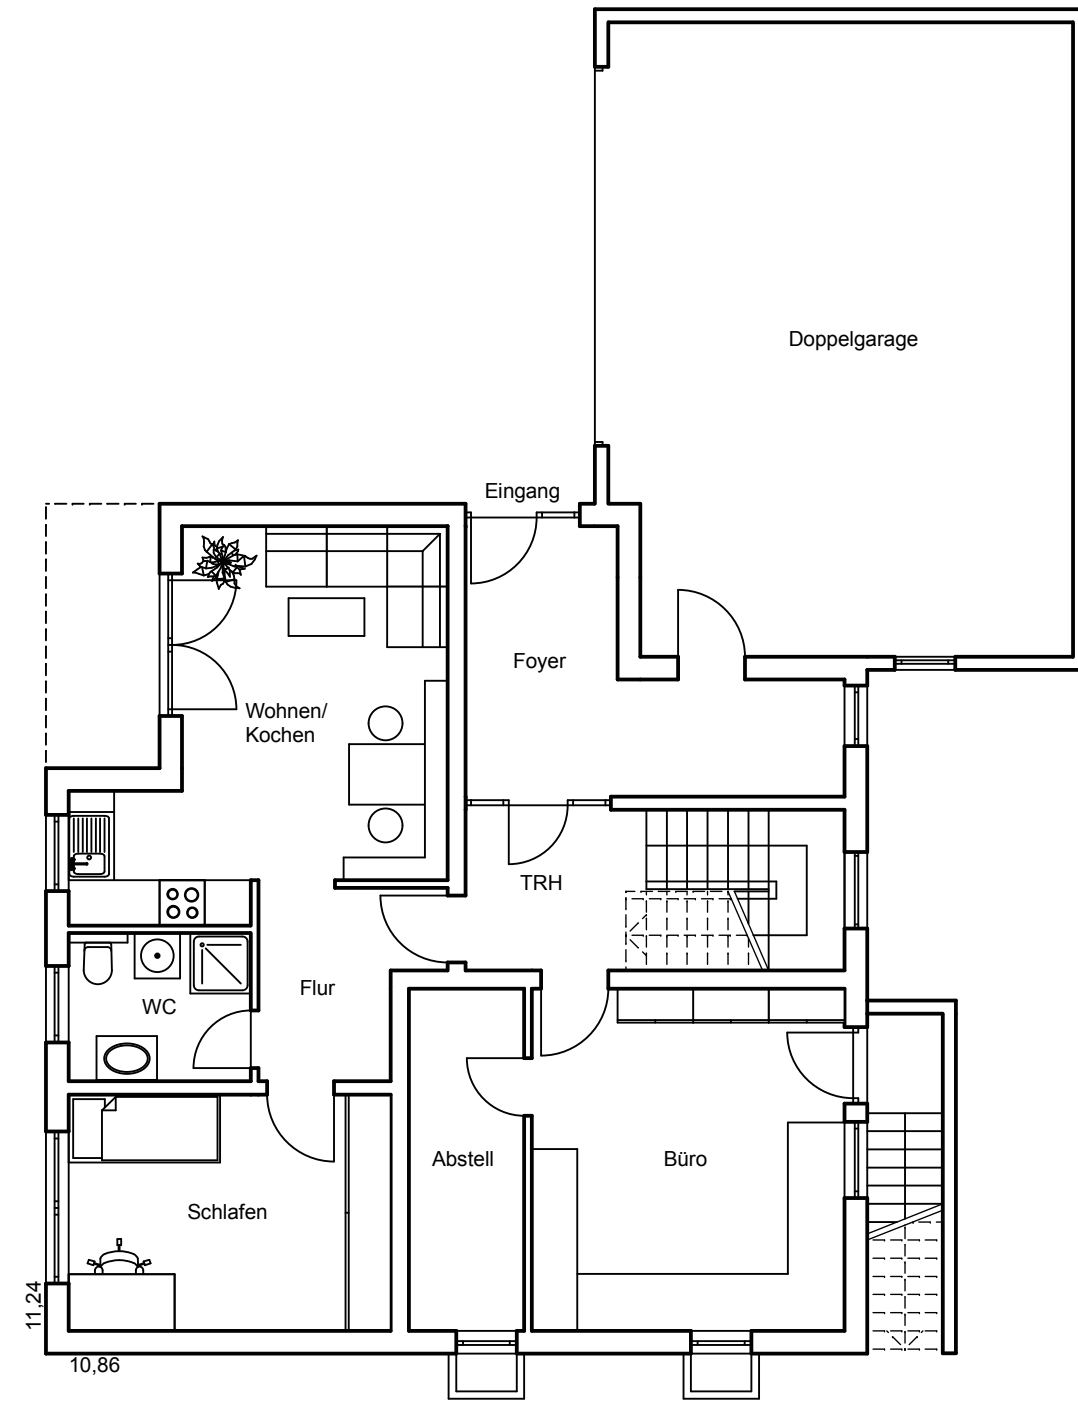 Doppelgarage
Eingang
Foyer
Wohnen/
Kochen
TRH
Flur
WC
Abstell
Büro
Schlafen
11,24
10,86